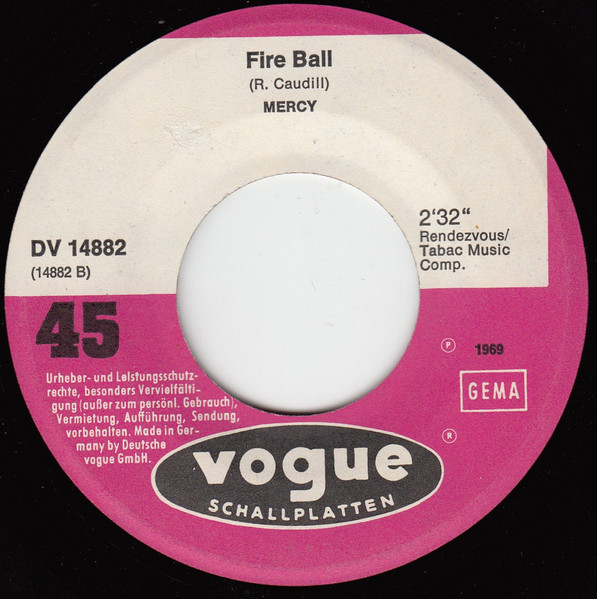 Fire Ball
(R. Caudill)
MERCY
DV 14882
(14882 B)
2'32"
Rendezvous/
Tabac Music
Comp.
45
℗ 1969
GEMA
Urheber- und Leistungsschutz-
rechte, besonders Vervielfälti-
gung (außer zum persönl. Gebrauch),
Vermietung, Aufführung, Sendung,
vorbehalten. Made in Ger-
many by Deutsche
vogue GmbH.
®
vogue
SCHALLPLATTEN